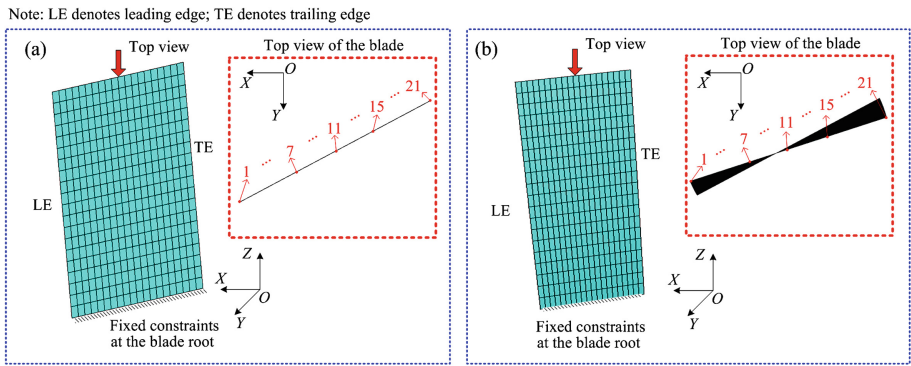 Note: LE denotes leading edge; TE denotes trailing edge
(a)
Top view
Top view of the blade
X
O
Y
1
7
11
15
21
LE
TE
Z
X
O
Y
Fixed constraints
at the blade root
(b)
Top view
Top view of the blade
X
O
Y
1
7
11
15
21
LE
TE
Z
X
O
Y
Fixed constraints
at the blade root